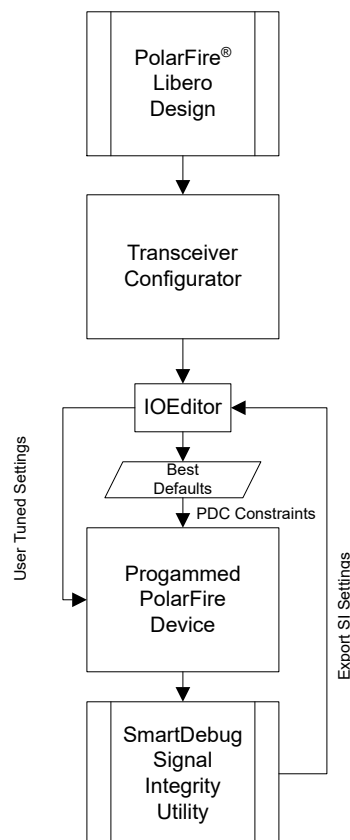 PolarFire®
Libero
Design
Transceiver
Configurator
IOEditor
Best
Defaults
PDC Constraints
User Tuned Settings
Progammed
PolarFire
Device
Export SI Settings
SmartDebug
Signal
Integrity
Utility